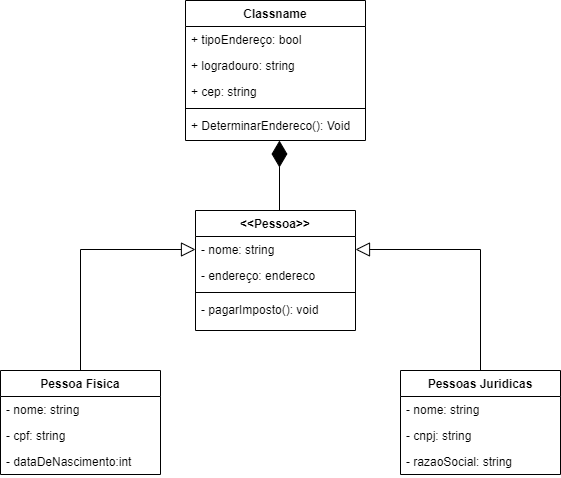 Classname
+ tipoEndereço: bool
+ logradouro: string
+ cep: string
+ DeterminarEndereco(): Void
<<Pessoa>>
- nome: string
- endereço: endereco
- pagarImposto(): void
Pessoa Fisica
- nome: string
- cpf: string
- dataDeNascimento:int
Pessoas Juridicas
- nome: string
- cnpj: string
- razaoSocial: string